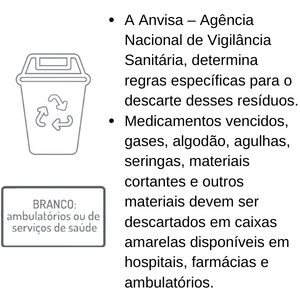 • A Anvisa – Agência
Nacional de Vigilância
Sanitária, determina
regras específicas para o
descarte desses resíduos.
• Medicamentos vencidos,
gases, algodão, agulhas,
seringas, materiais
cortantes e outros
materiais devem ser
descartados em caixas
amarelas disponíveis em
hospitais, farmácias e
ambulatórios.
BRANCO:
ambulatórios ou de
serviços de saúde